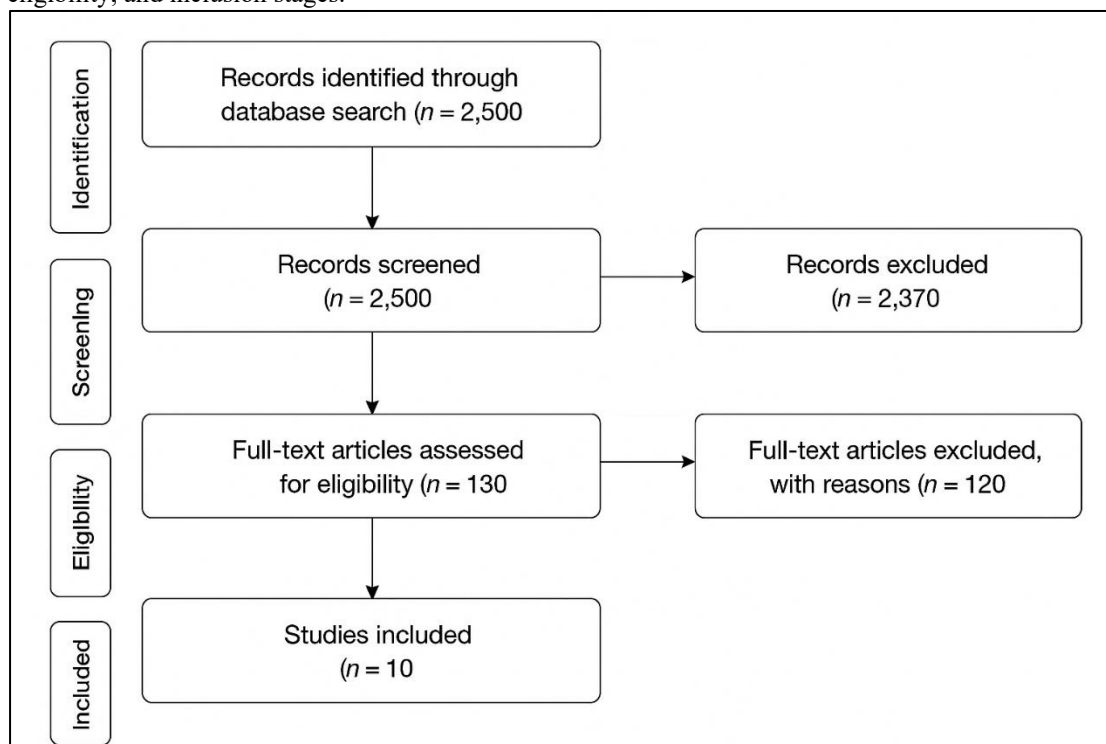 eligibility, and inclusion stages.
Identification
Records identified through
database search (n = 2,500
Screening
Records screened
(n = 2,500
Records excluded
(n = 2,370
Eligibility
Full-text articles assessed
for eligibility (n = 130
Full-text articles excluded,
with reasons (n = 120
Included
Studies included
(n = 10